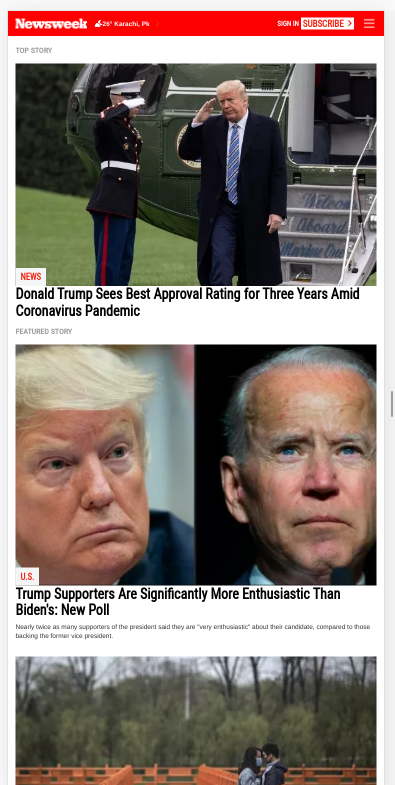 Newsweek
-26° Karachi, Pk
SIGN IN
SUBSCRIBE >
TOP STORY
Welcome
Aboard
Marine One
NEWS
Donald Trump Sees Best Approval Rating for Three Years Amid
Coronavirus Pandemic
FEATURED STORY
U.S.
Trump Supporters Are Significantly More Enthusiastic Than
Biden's: New Poll
Nearly twice as many supporters of the president said they are "very enthusiastic" about their candidate, compared to those
backing the former vice president.